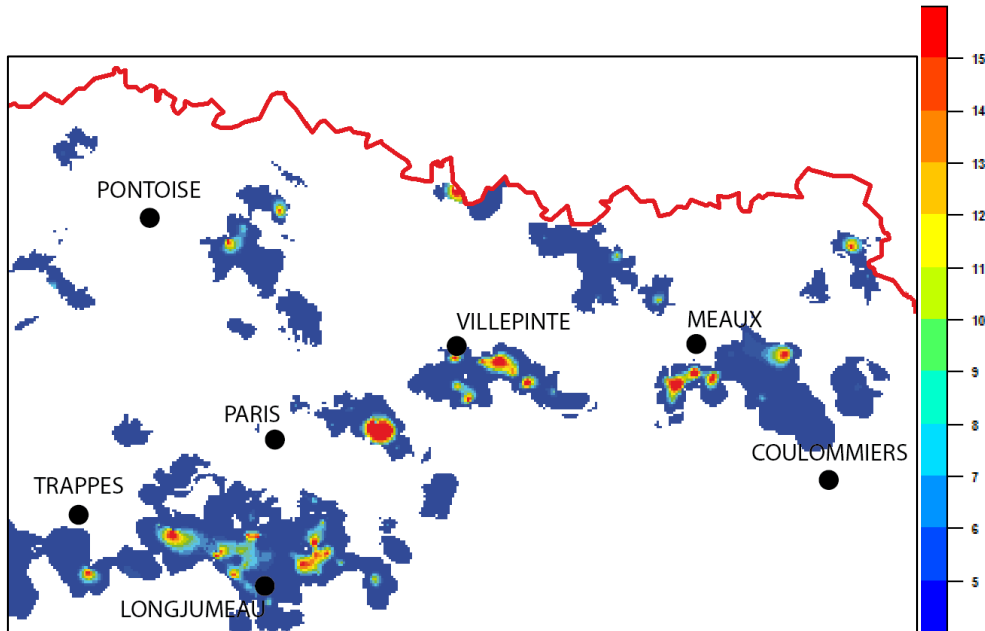 15
14
13
PONTOISE
12
11
10
VILLEPINTE
MEAUX
9
8
PARIS
COULOMMIERS
7
TRAPPES
6
5
LONGJUMEAU